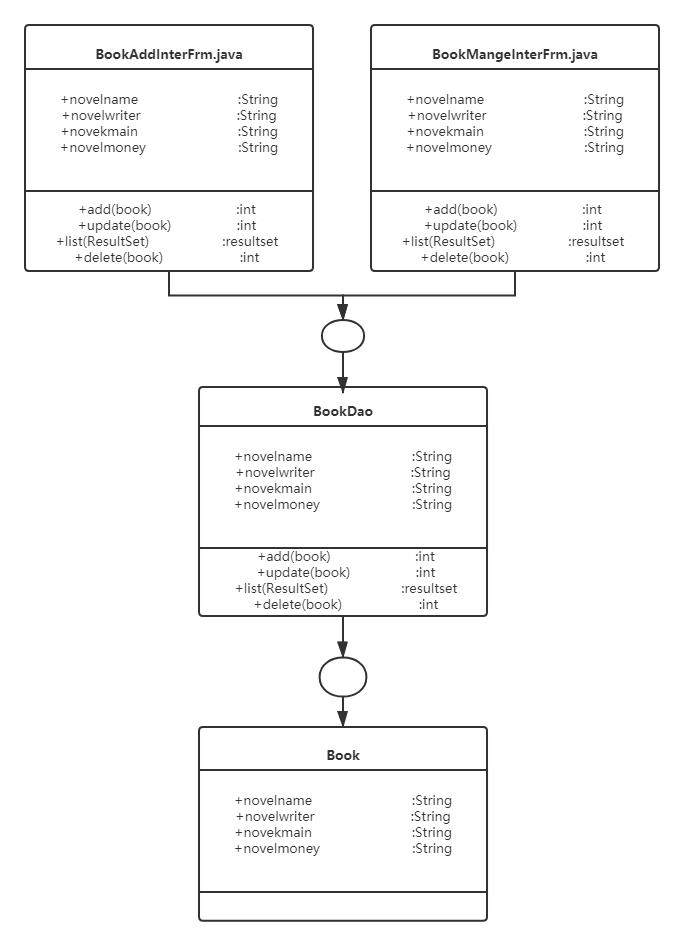 BookAddInterFrm.java
+novelname :String
+novelwriter :String
+novekmain :String
+novelmoney :String
+add(book) :int
+update(book) :int
+list(ResultSet) :resultset
+delete(book) :int
BookMangeInterFrm.java
+novelname :String
+novelwriter :String
+novekmain :String
+novelmoney :String
+add(book) :int
+update(book) :int
+list(ResultSet) :resultset
+delete(book) :int
BookDao
+novelname :String
+novelwriter :String
+novekmain :String
+novelmoney :String
+add(book) :int
+update(book) :int
+list(ResultSet) :resultset
+delete(book) :int
Book
+novelname :String
+novelwriter :String
+novekmain :String
+novelmoney :String